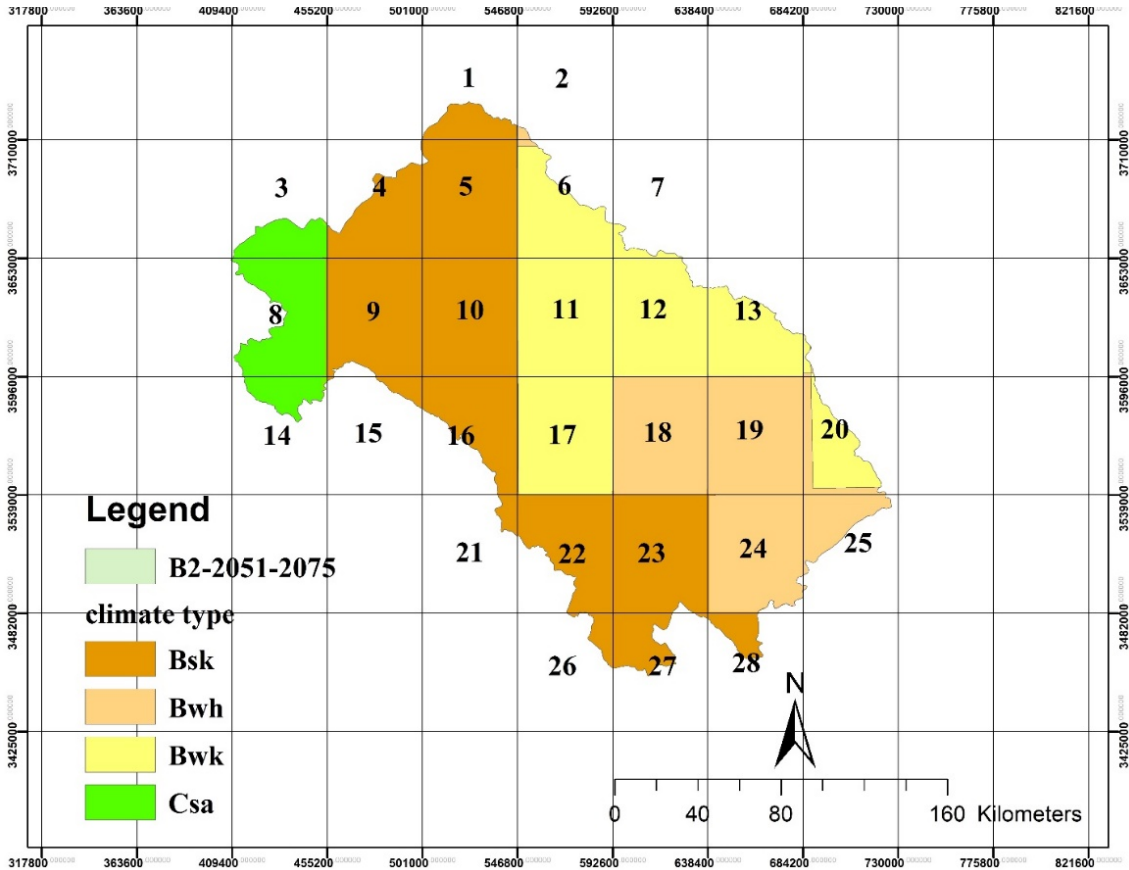 317800 363600 409400 455200 501000 546800 592600 638400 684200 730000 775800 821600
1 2
3710000 3710000
3 4 5 6 7
3653000 3653000
8 9 10 11 12 13
3596000 3596000
14 15 16 17 18 19 20
3539000 3539000
Legend
B2-2051-2075
climate type
Bsk
Bwh
Bwk
Csa
21 22 23 24 25
3482000 3482000
26 27 28
N
3425000 3425000
0 40 80 160 Kilometers
317800 363600 409400 455200 501000 546800 592600 638400 684200 730000 775800 821600